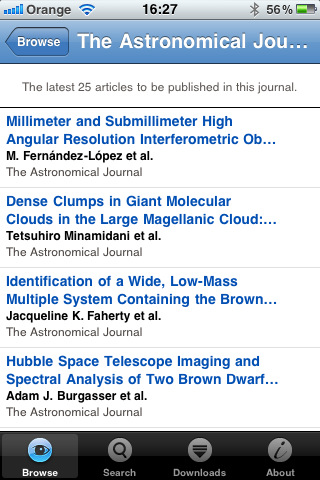 Orange 16:27 56%
Browse The Astronomical Jou...
The latest 25 articles to be published in this journal.
Millimeter and Submillimeter High
Angular Resolution Interferometric Ob...
M. Fernández-López et al.
The Astronomical Journal
Dense Clumps in Giant Molecular
Clouds in the Large Magellanic Cloud:...
Tetsuhiro Minamidani et al.
The Astronomical Journal
Identification of a Wide, Low-Mass
Multiple System Containing the Brown...
Jacqueline K. Faherty et al.
The Astronomical Journal
Hubble Space Telescope Imaging and
Spectral Analysis of Two Brown Dwarf...
Adam J. Burgasser et al.
The Astronomical Journal
Browse Search Downloads About